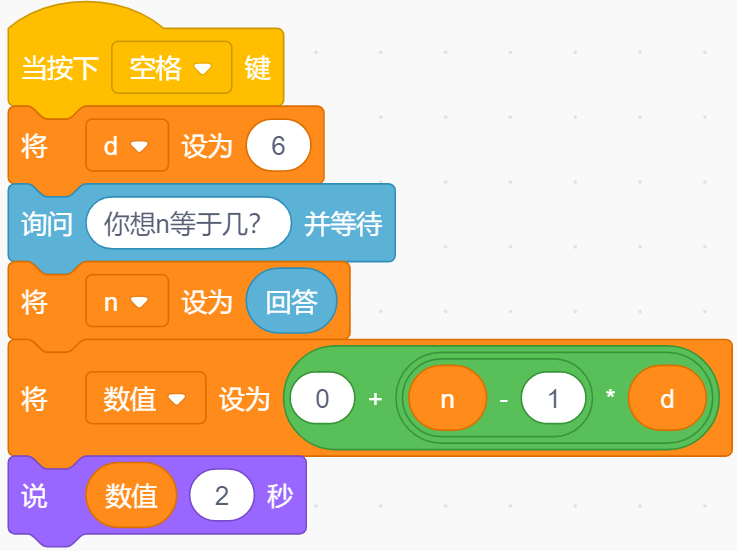 当按下 空格 键
将 d 设为 6
询问 你想n等于几? 并等待
将 n 设为 回答
将 数值 设为 0 + n - 1 * d
说 数值 2 秒